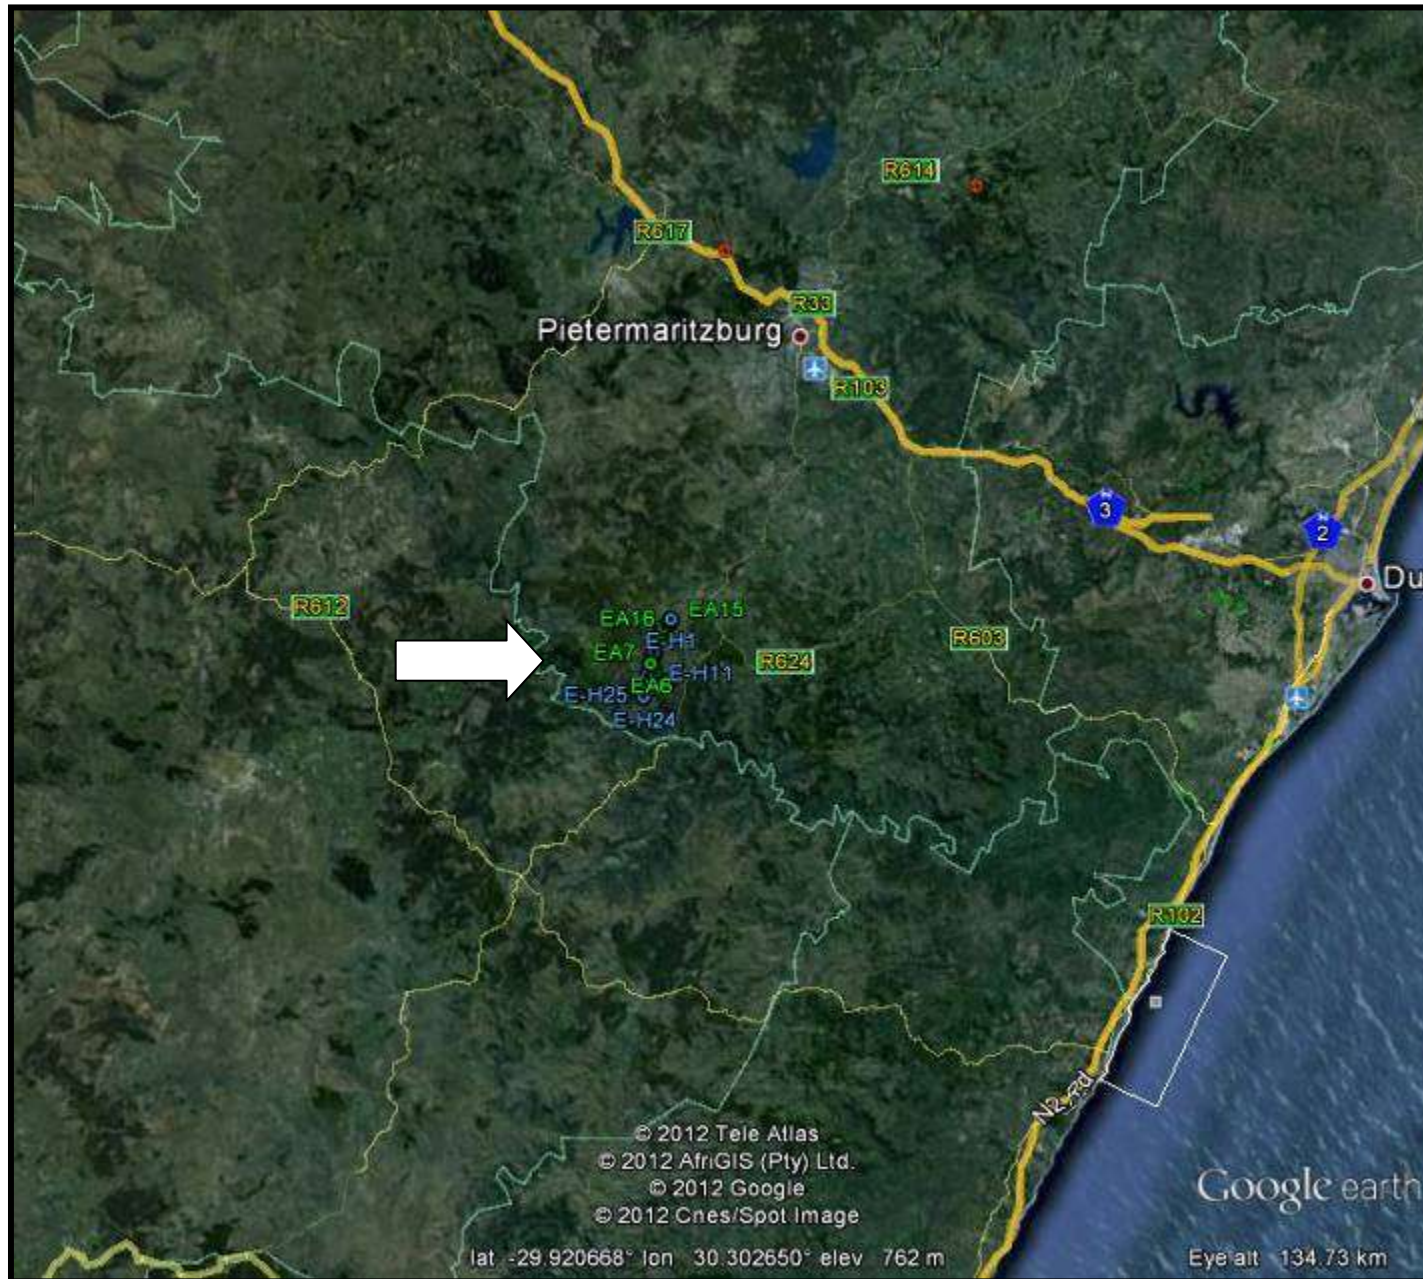 R614
R617
R33
Pietermaritzburg
R103
3
N
2
Du
R612
EA16
EA15
E-H1
EA7
R603
R624
E-H11
EA6
E-H25
E-H24
R102
N2, Rd
© 2012 Tele Atlas
© 2012 AfriGIS (Pty) Ltd.
© 2012 Google
© 2012 Cnes/Spot Image
Google earth
lat -29.920668° lon 30.302650° elev 762 m
Eye alt 134.73 km